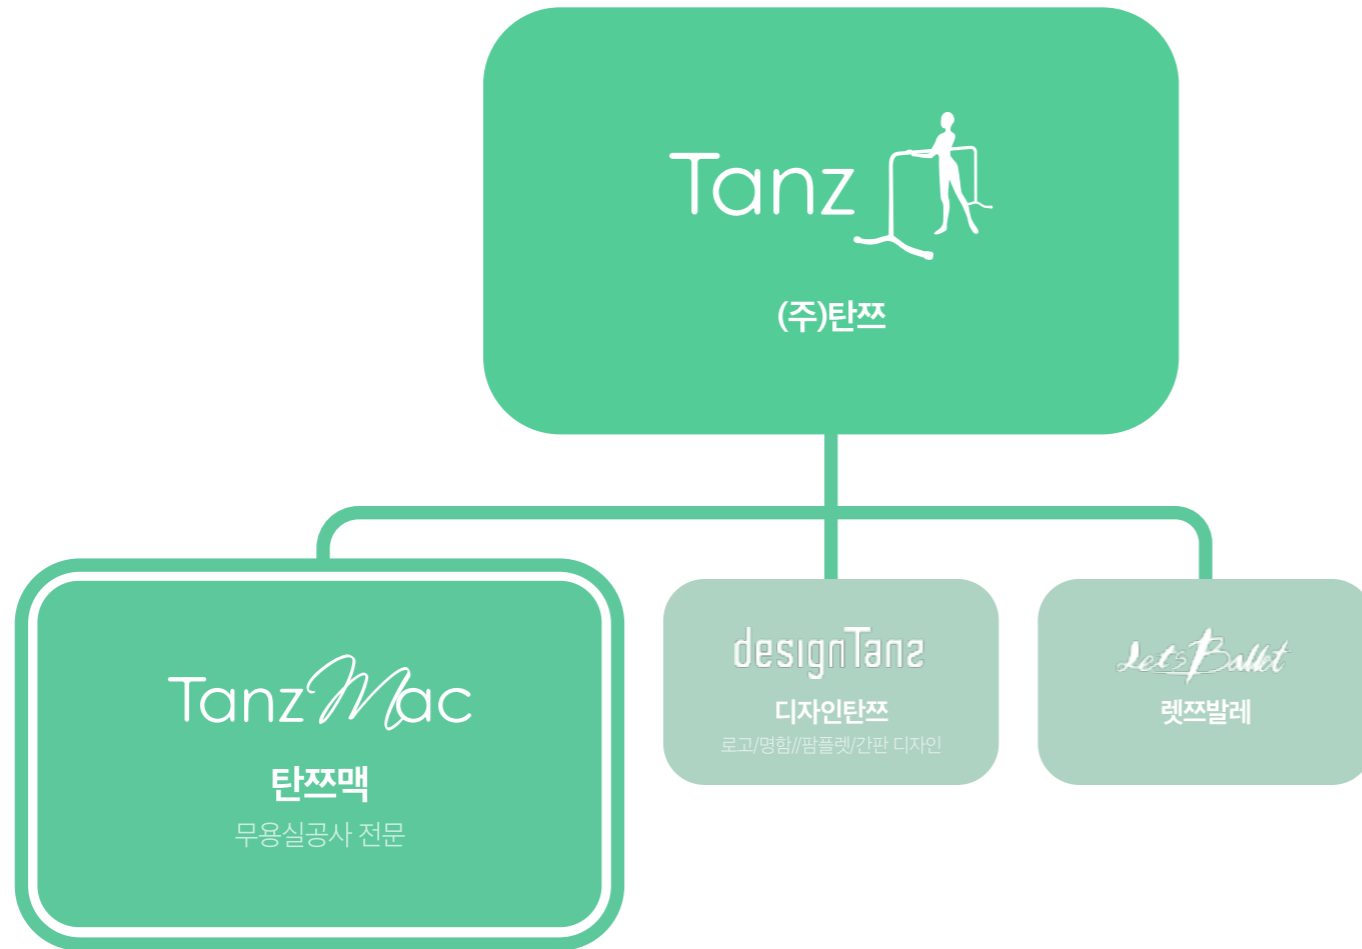 Tanz
(주)탄쯔
TanzMac
탄쯔맥
무용실공사 전문
designTanz
디자인탄쯔
로고/명함//팜플렛/간판 디자인
Let's Ballet
렛쯔발레